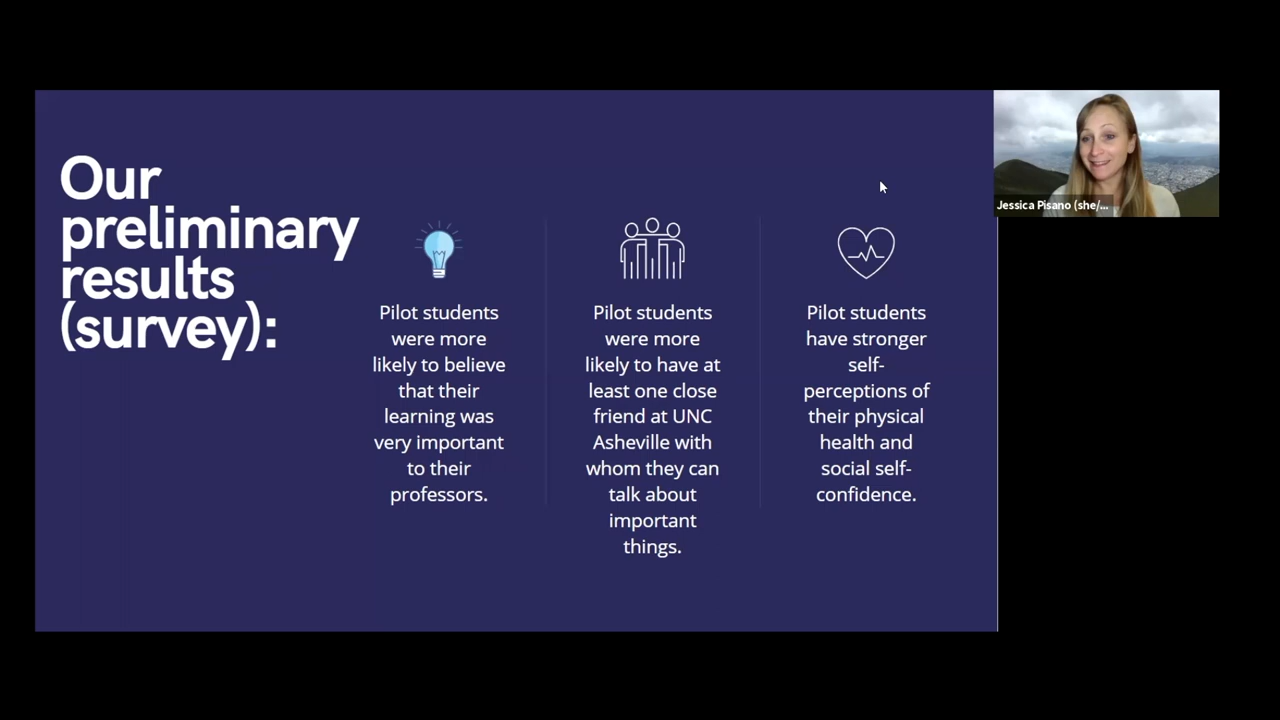 Our
preliminary
results
(survey):
Pilot students
were more
likely to believe
that their
learning was
very important
to their
professors.
Pilot students
were more
likely to have at
least one close
friend at UNC
Asheville with
whom they can
talk about
important
things.
Pilot students
have stronger
self-
perceptions of
their physical
health and
social self-
confidence.
Jessica Pisano (she/...